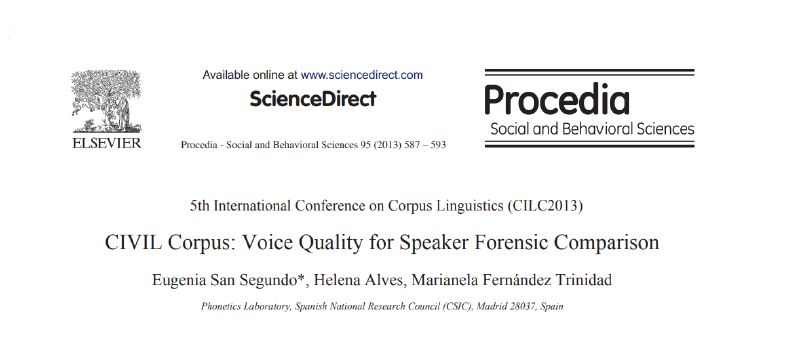 Available online at www.sciencedirect.com
ScienceDirect
ELSEVIER
Procedia - Social and Behavioral Sciences 95 (2013) 587 – 593
Procedia
Social and Behavioral Sciences
5th International Conference on Corpus Linguistics (CILC2013)
CIVIL Corpus: Voice Quality for Speaker Forensic Comparison
Eugenia San Segundo*, Helena Alves, Marianela Fernández Trinidad
Phonetics Laboratory, Spanish National Research Council (CSIC), Madrid 28037, Spain